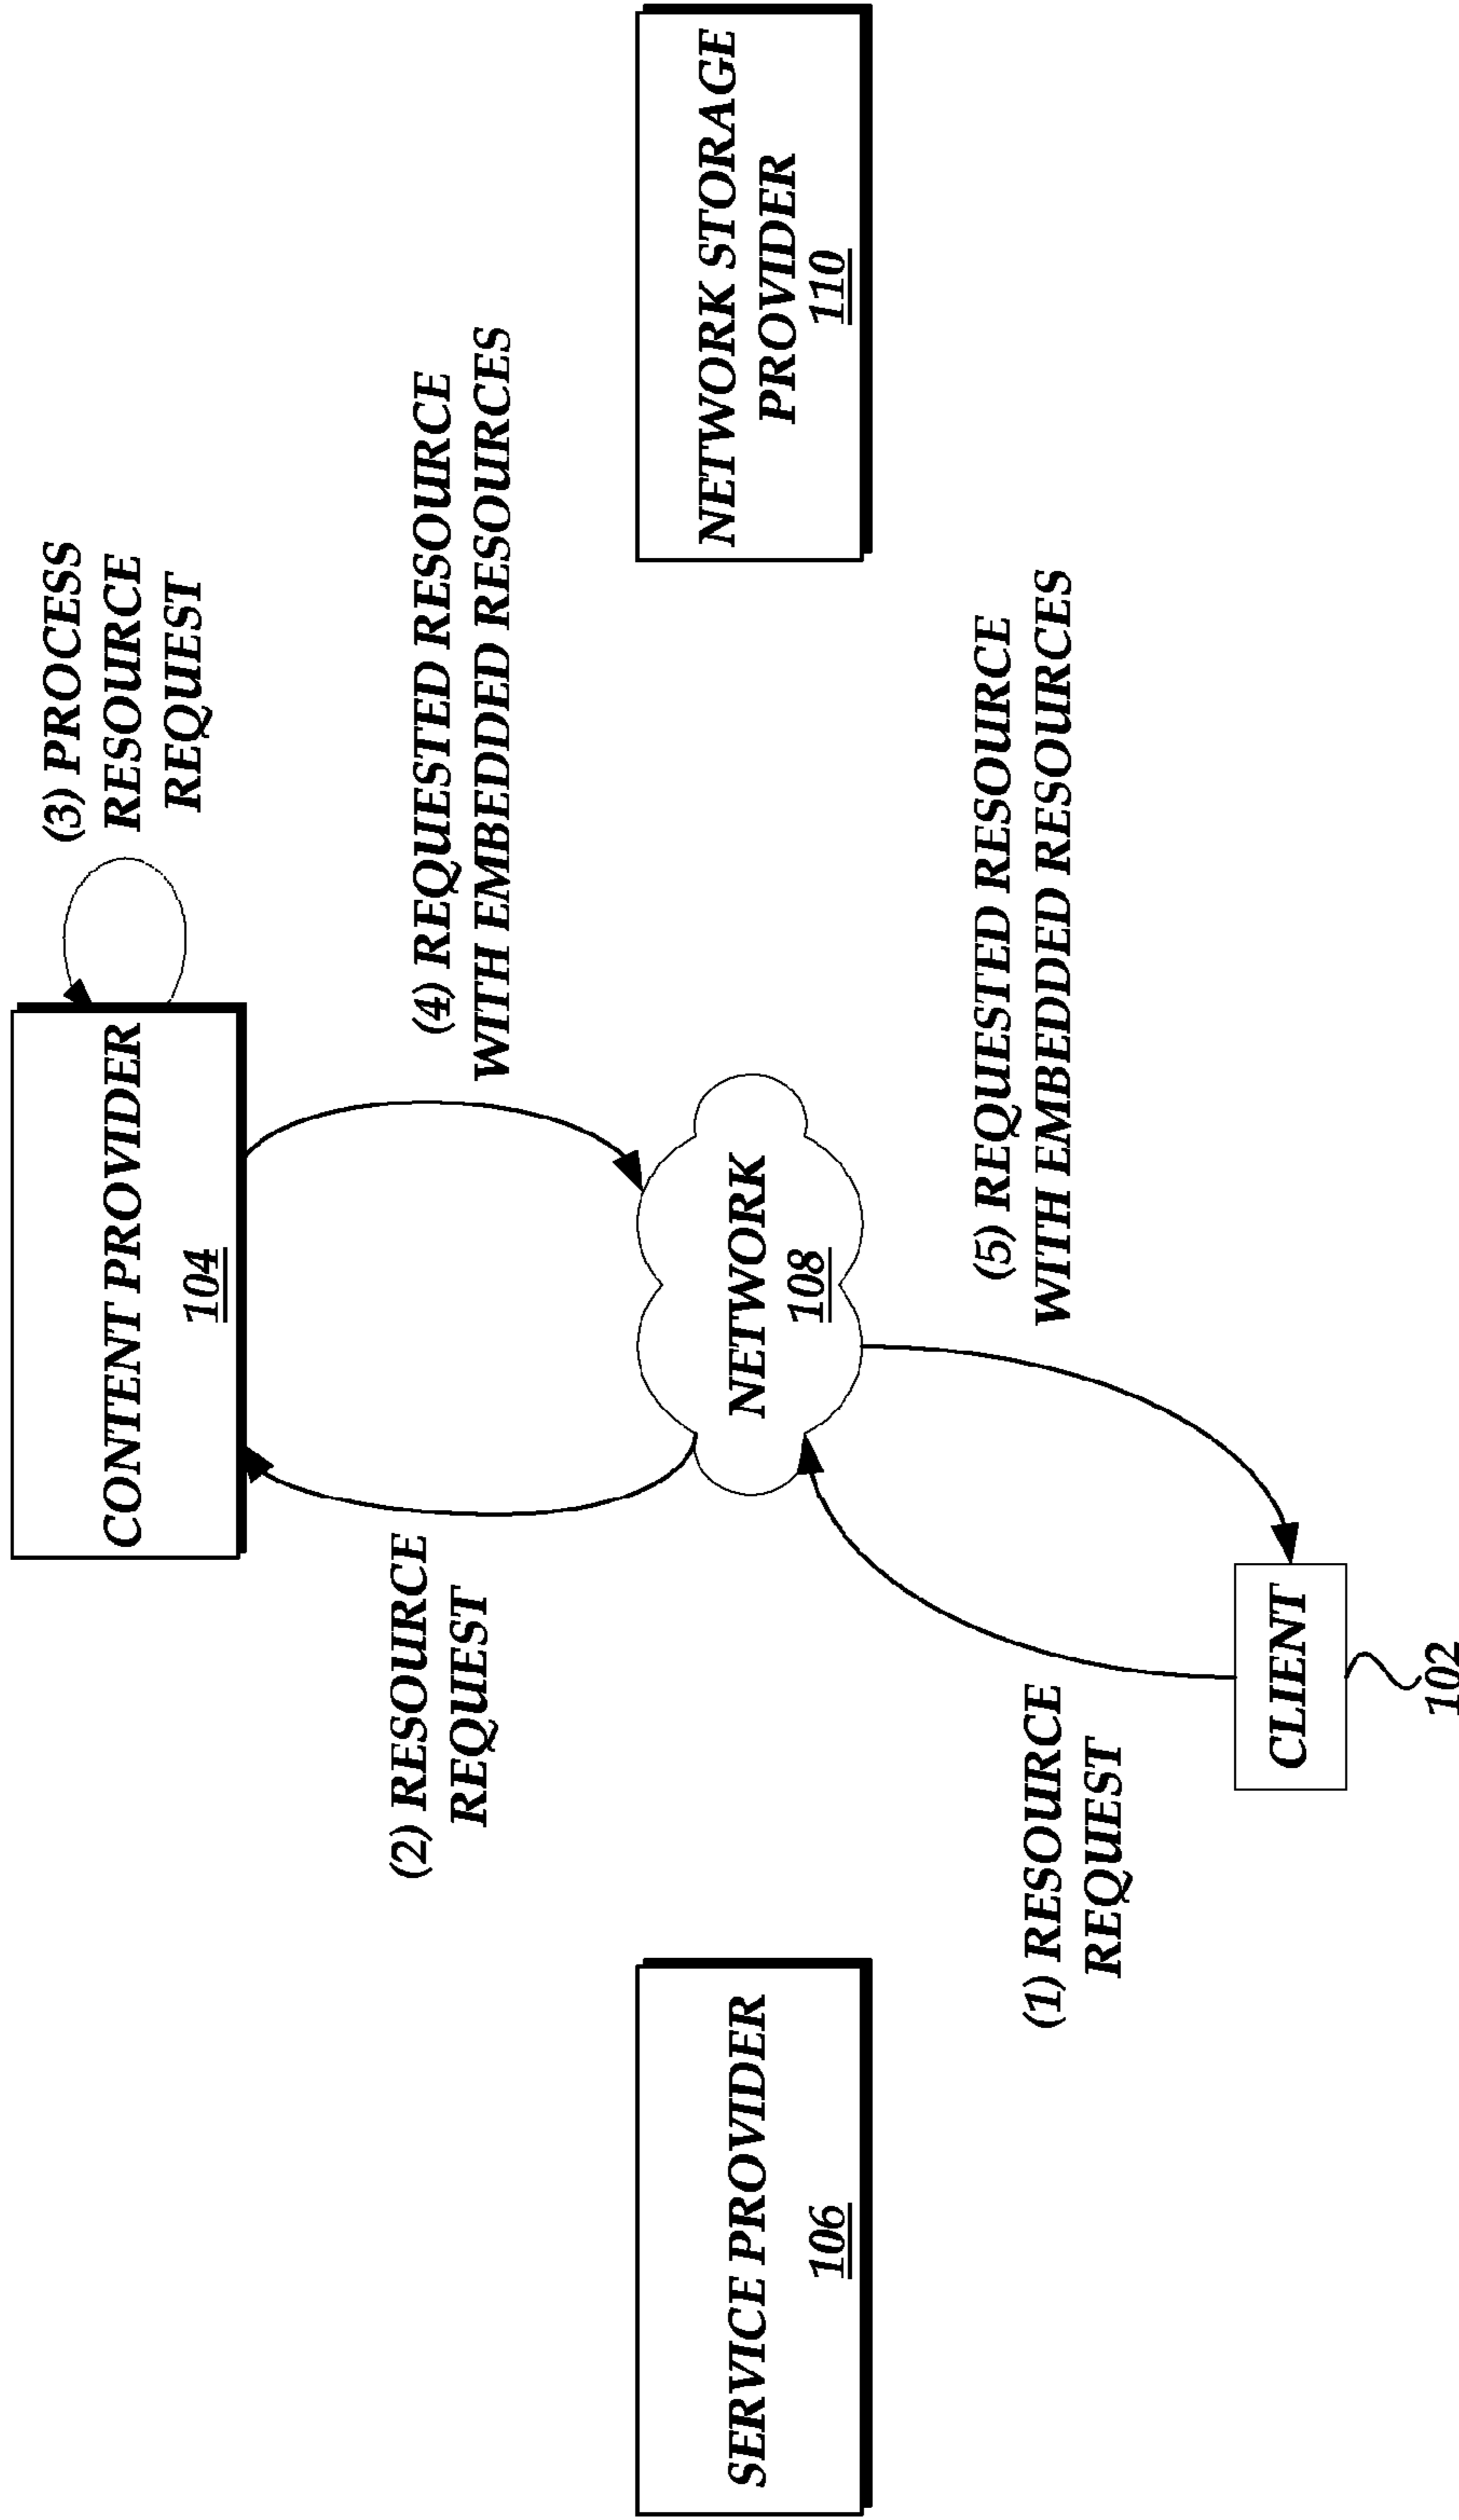 CONTENT PROVIDER
104
(3) PROCESS
RESOURCE
REQUEST
(2) RESOURCE
REQUEST
(4) REQUESTED RESOURCE
WITH EMBEDDED RESOURCES
SERVICE PROVIDER
106
NETWORK
108
NETWORK STORAGE
PROVIDER
110
(1) RESOURCE
REQUEST
(5) REQUESTED RESOURCE
WITH EMBEDDED RESOURCES
CLIENT
102